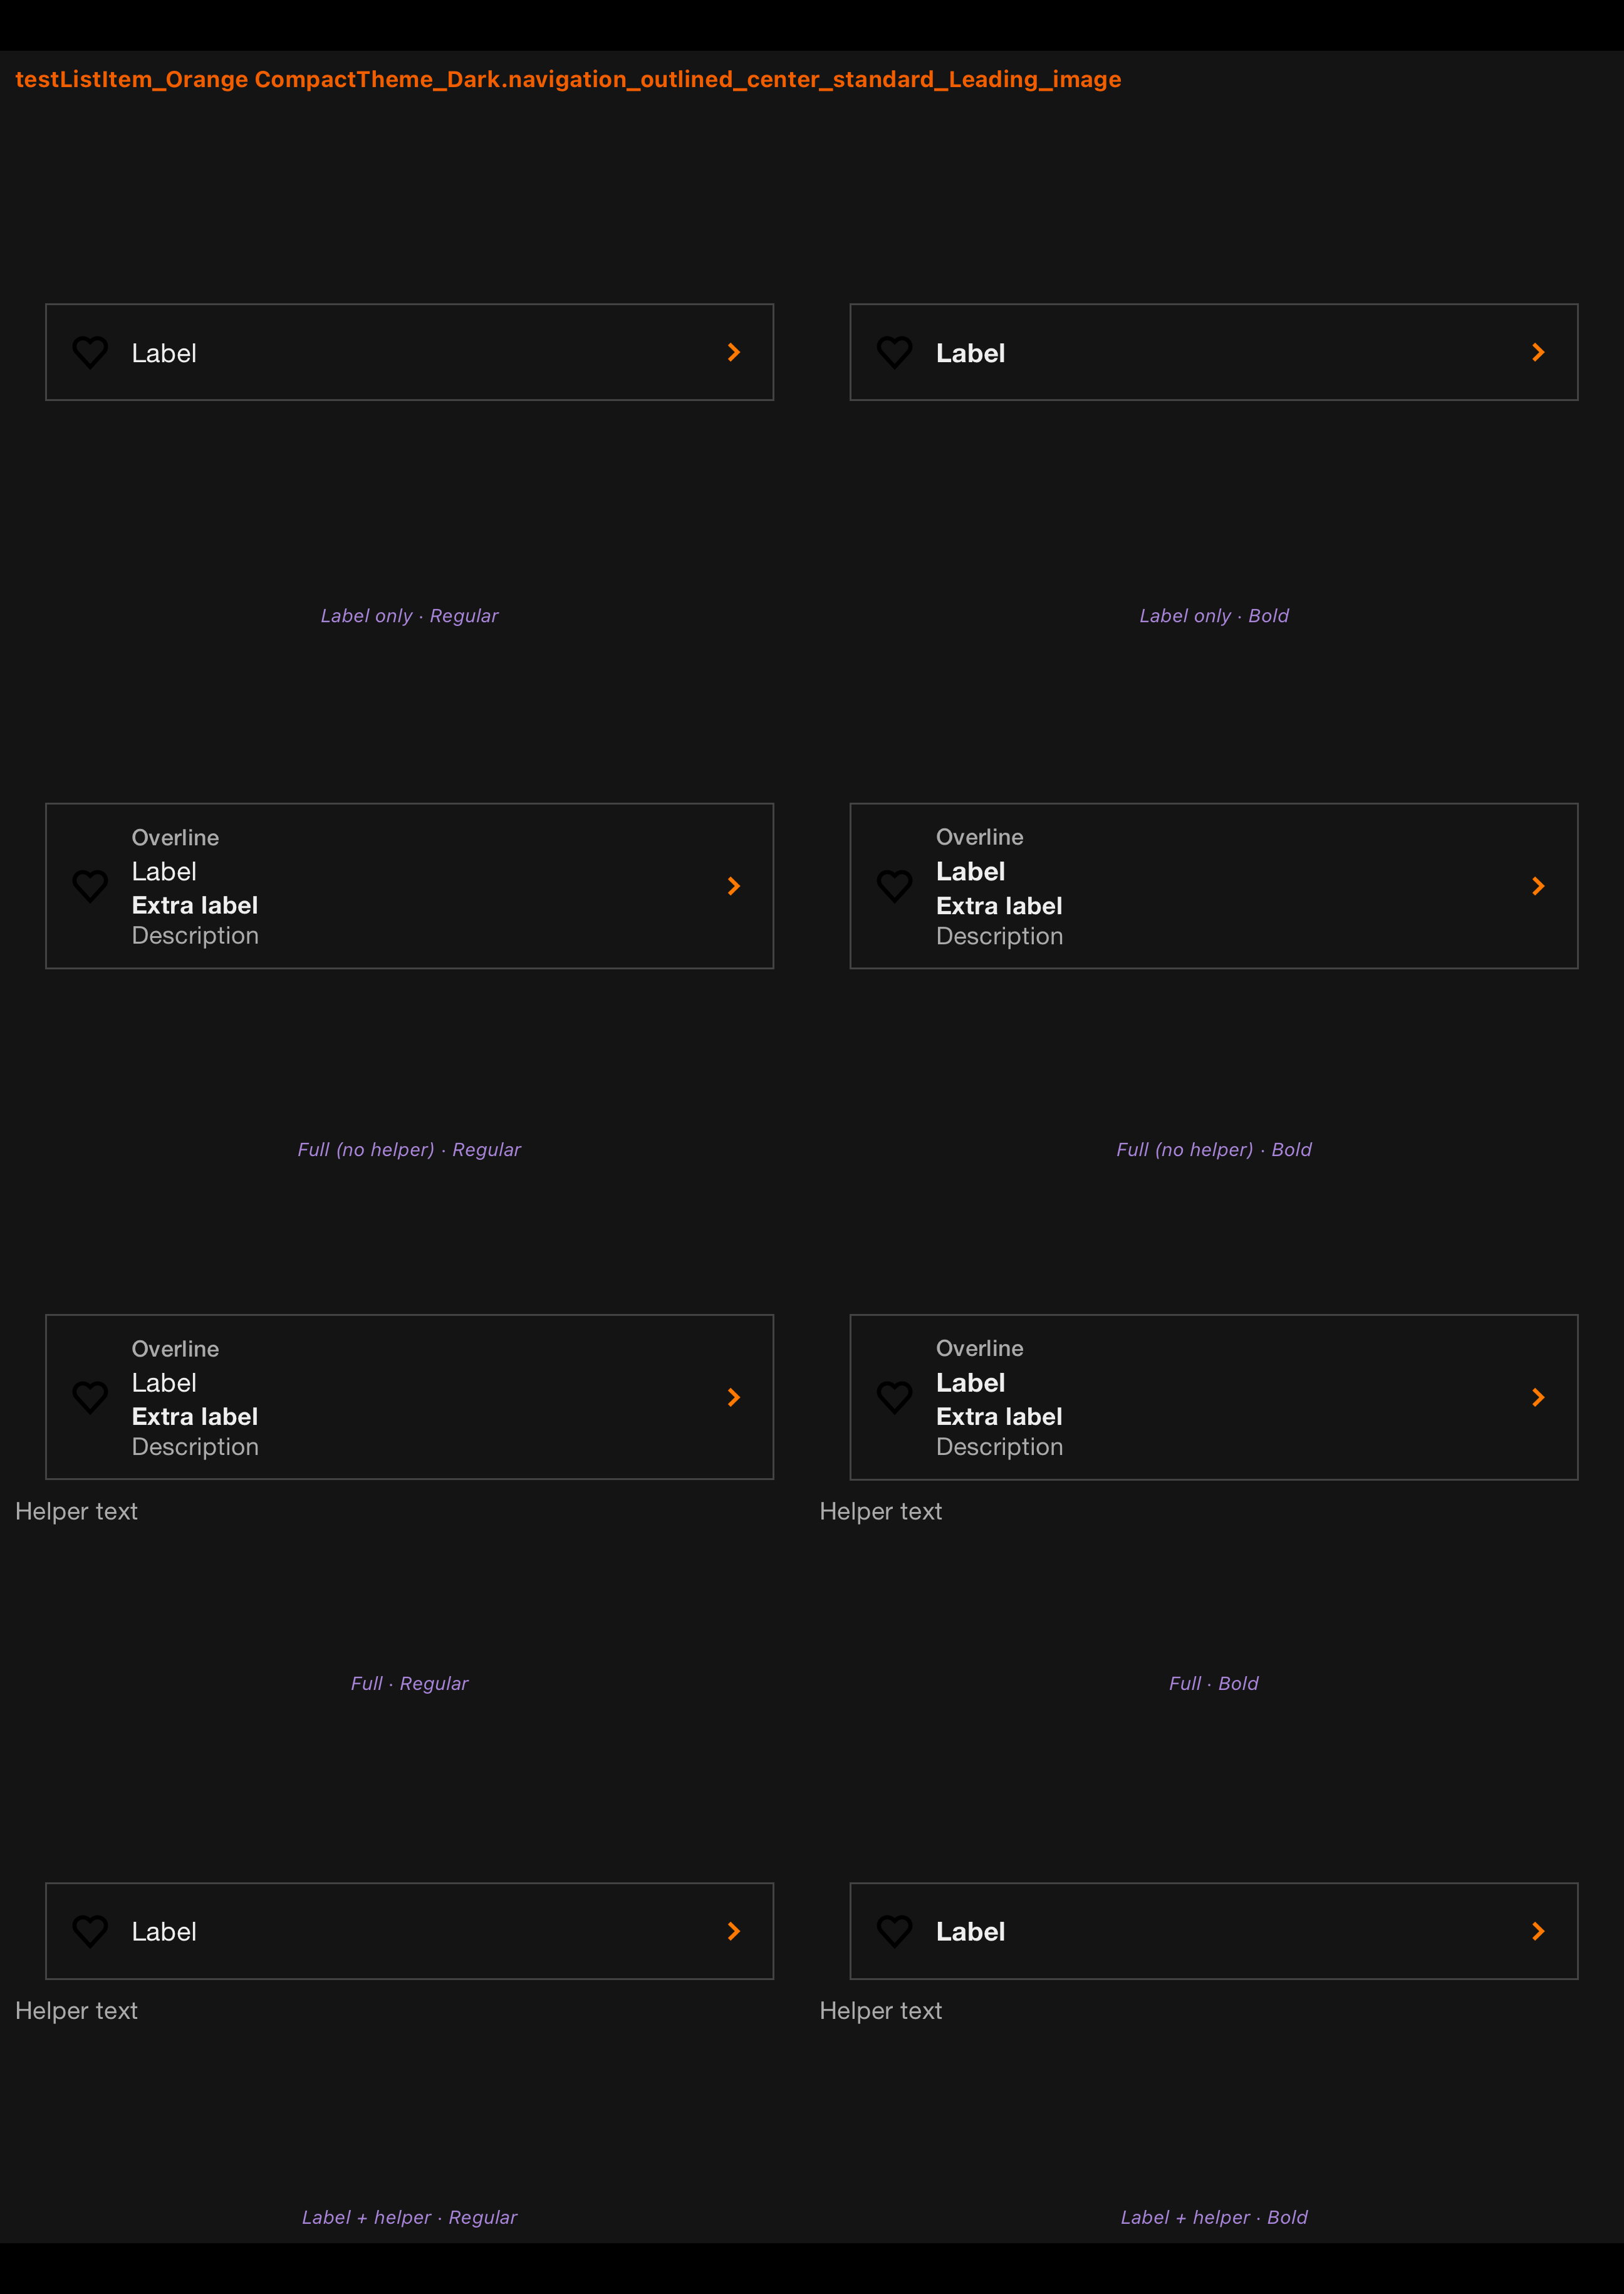 testListItem_Orange CompactTheme_Dark.navigation_outlined_center_standard_Leading_image
Label
Label
Label only · Regular
Label only · Bold
Overline
Label
Extra label
Description
Overline
Label
Extra label
Description
Full (no helper) · Regular
Full (no helper) · Bold
Overline
Label
Extra label
Description
Helper text
Overline
Label
Extra label
Description
Helper text
Full · Regular
Full · Bold
Label
Helper text
Label
Helper text
Label + helper · Regular
Label + helper · Bold